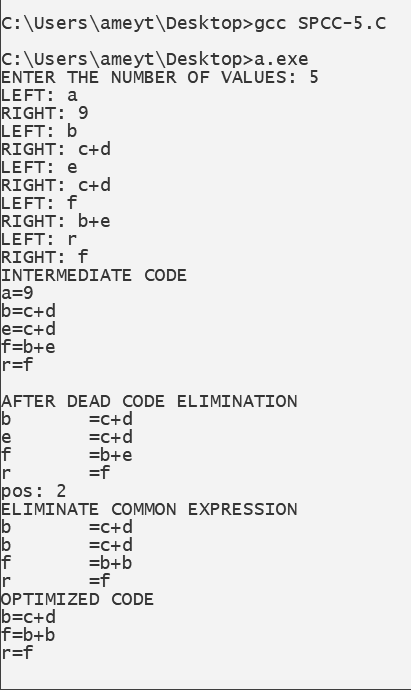 C:\Users\ameyt\Desktop>gcc SPCC-5.C
C:\Users\ameyt\Desktop>a.exe
ENTER THE NUMBER OF VALUES: 5
LEFT: a
RIGHT: 9
LEFT: b
RIGHT: c+d
LEFT: e
RIGHT: c+d
LEFT: f
RIGHT: b+e
LEFT: r
RIGHT: f
INTERMEDIATE CODE
a=9
b=c+d
e=c+d
f=b+e
r=f
AFTER DEAD CODE ELIMINATION
b       =c+d
e       =c+d
f       =b+e
r       =f
pos: 2
ELIMINATE COMMON EXPRESSION
b       =c+d
b       =c+d
f       =b+b
r       =f
OPTIMIZED CODE
b=c+d
f=b+b
r=f